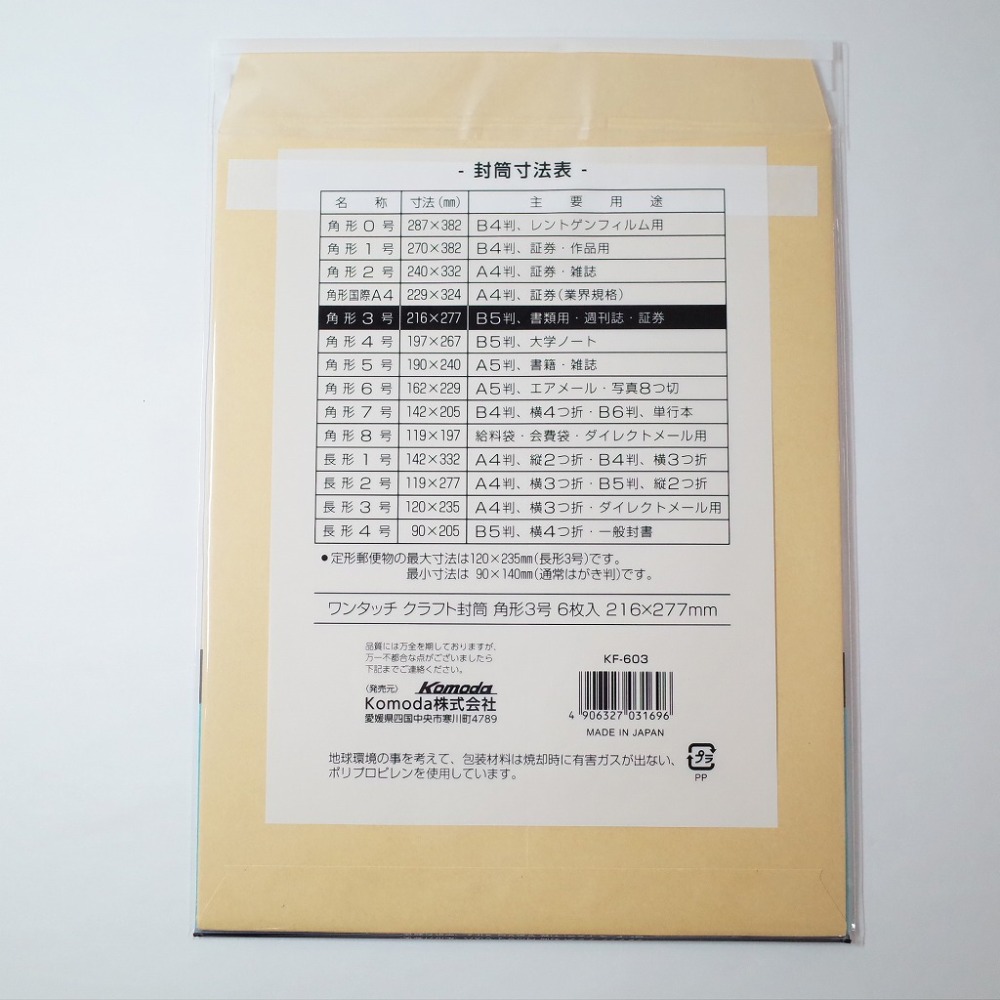 - 封筒寸法表 -
名称 寸法(㎜) 主要用途
角形0号 287×382 B4判、レントゲンフィルム用
角形1号 270×382 B4判、証券・作品用
角形2号 240×332 A4判、証券・雑誌
角形国際A4 229×324 A4判、証券(業界規格)
角形3号 216×277 B5判、書類用・週刊誌・証券
角形4号 197×267 B5判、大学ノート
角形5号 190×240 A5判、書籍・雑誌
角形6号 162×229 A5判、エアメール・写真8つ切
角形7号 142×205 B4判、横4つ折・B6判、単行本
角形8号 119×197 給料袋・会費袋・ダイレクトメール用
長形1号 142×332 A4判、縦2つ折・B4判、横3つ折
長形2号 119×277 A4判、横3つ折・B5判、縦2つ折
長形3号 120×235 A4判、横3つ折・ダイレクトメール用
長形4号 90×205 B5判、横4つ折・一般封書
●定形郵便物の最大寸法は120×235㎜(長形3号)です。
最小寸法は 90×140㎜(通常はがき判)です。
ワンタッチ クラフト封筒 角形3号 6枚入 216×277mm
品質には万全を期しておりますが、
万一不都合な点がございましたら
下記までご連絡ください。
(発売元) Komoda
Komoda株式会社
愛媛県四国中央市寒川町4789
KF-603
4 906327 031696
MADE IN JAPAN
地球環境の事を考えて、包装材料は焼却時に有害ガスが出ない、
ポリプロピレンを使用しています。
プラ
PP